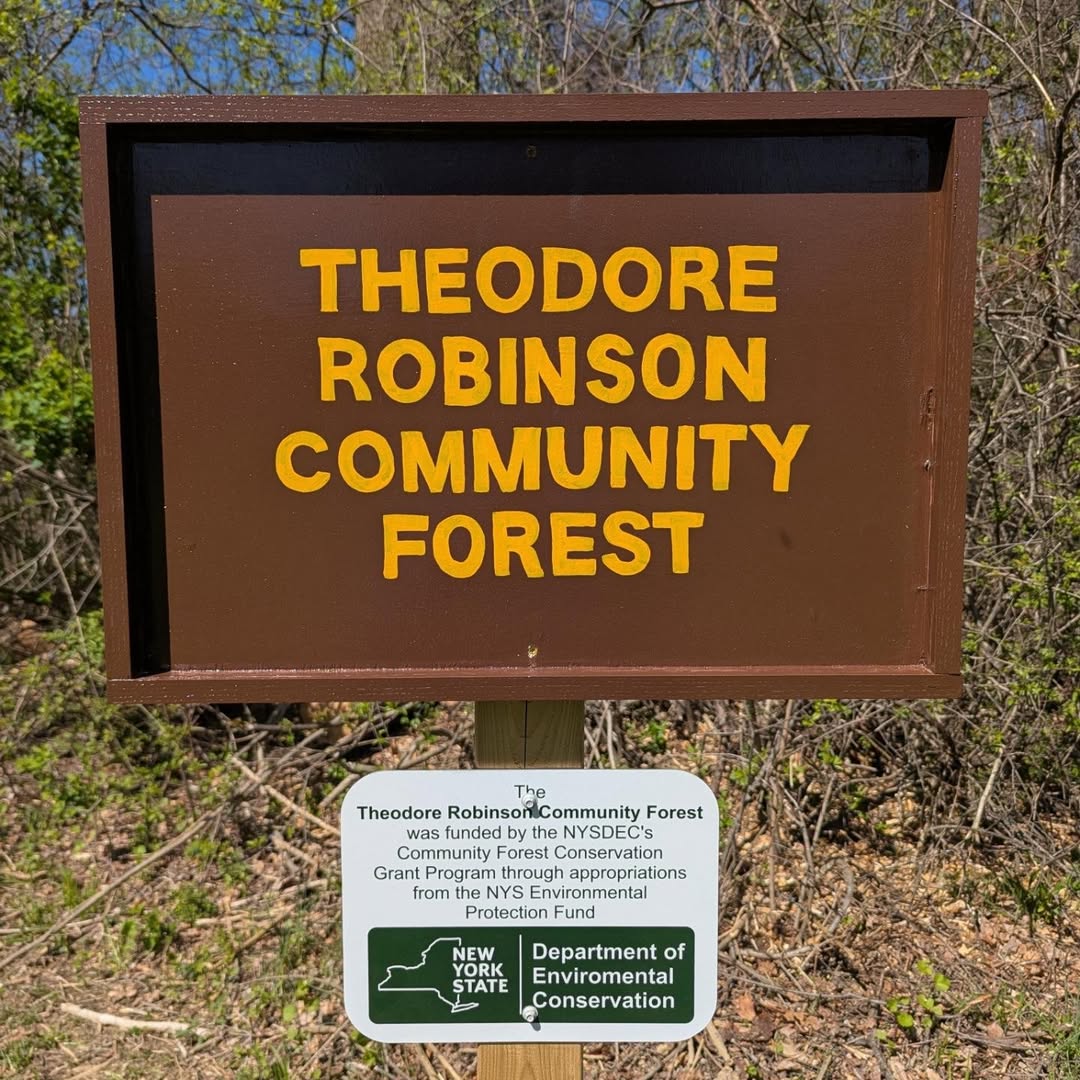 THEODORE
ROBINSON
COMMUNITY
FOREST
The
Theodore Robinson Community Forest
was funded by the NYSDEC's
Community Forest Conservation
Grant Program through appropriations
from the NYS Environmental
Protection Fund
NEW
YORK
STATE
Department of
Enviromental
Conservation